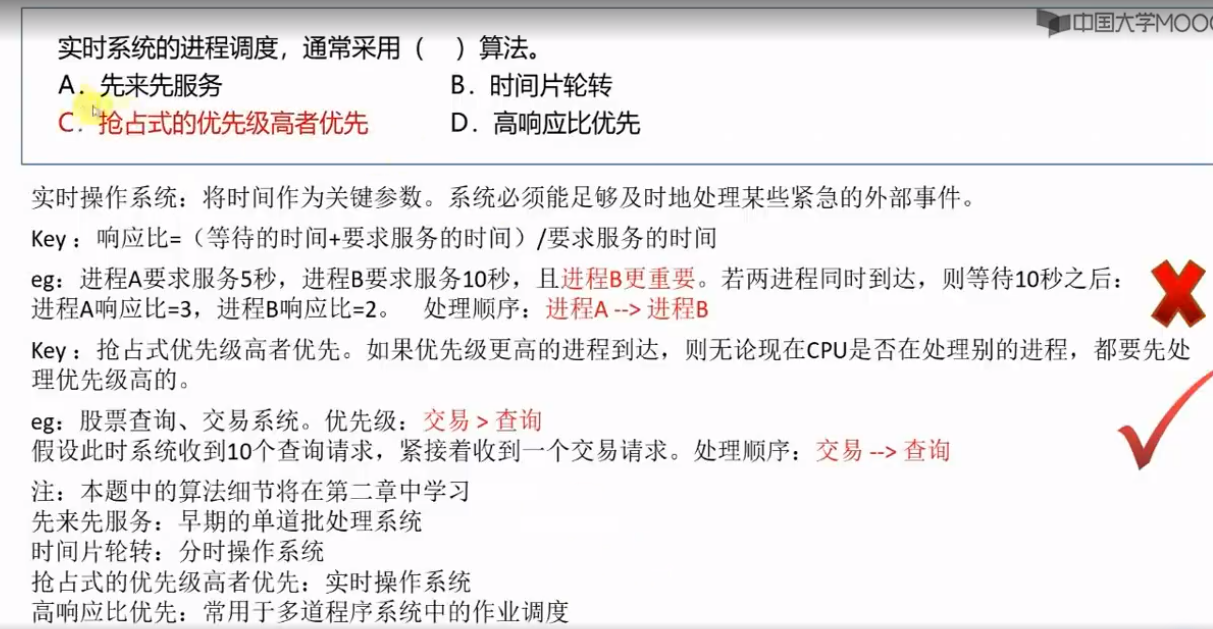 中国大学MOOC
实时系统的进程调度，通常采用（　）算法。
A．先来先服务
B．时间片轮转
C．抢占式的优先级高者优先
D．高响应比优先
实时操作系统：将时间作为关键参数。系统必须能足够及时地处理某些紧急的外部事件。
Key：响应比=（等待的时间+要求服务的时间）/要求服务的时间
eg：进程A要求服务5秒，进程B要求服务10秒，且进程B更重要。若两进程同时到达，则等待10秒之后：
进程A响应比=3，进程B响应比=2。 处理顺序：进程A --> 进程B
Key：抢占式优先级高者优先。如果优先级更高的进程到达，则无论现在CPU是否在处理别的进程，都要先处
理优先级高的。
eg：股票查询、交易系统。优先级：交易 > 查询
假设此时系统收到10个查询请求，紧接着收到一个交易请求。处理顺序：交易 --> 查询
注：本题中的算法细节将在第二章中学习
先来先服务：早期的单道批处理系统
时间片轮转：分时操作系统
抢占式的优先级高者优先：实时操作系统
高响应比优先：常用于多道程序系统中的作业调度